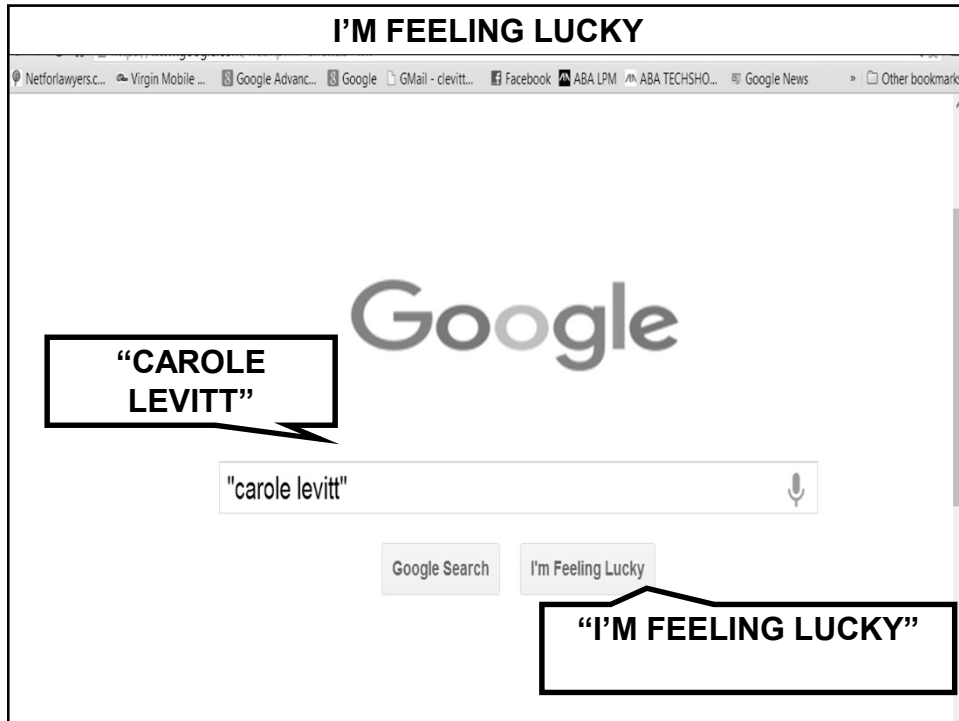 I’M FEELING LUCKY
Netforlawyers.c... Virgin Mobile ... Google Advanc... Google GMail - clevitt... Facebook ABA LPM ABA TECHSHO... Google News » Other bookmarks
Google
“CAROLE
LEVITT”
"carole levitt"
Google Search I'm Feeling Lucky
“I’M FEELING LUCKY”